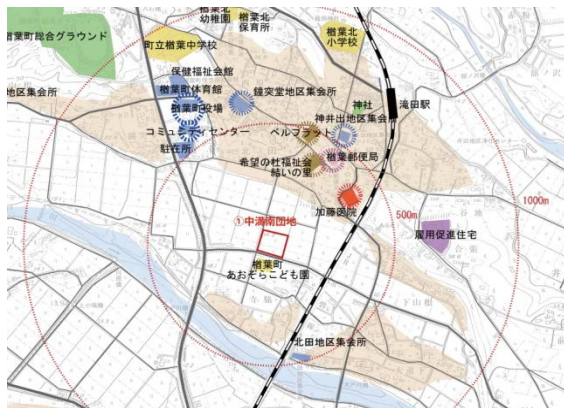 楢葉北
幼稚園
楢葉北
保育所
楢葉北
小学校
楢葉町総合グラウンド
町立楢葉中学校
保健福祉会館
楢葉町体育館
鐘突堂地区集会所
地区集会所
楢葉町役場
神社
竜田駅
神井出地区集会所
コミュニティセンター
ベルフラット
駐在所
楢葉郵便局
希望の杜福祉会
結いの里
加藤医院
500m
1000m
①中満南団地
雇用促進住宅
楢葉町
あおぞらこども園
北田地区集会所
下山根